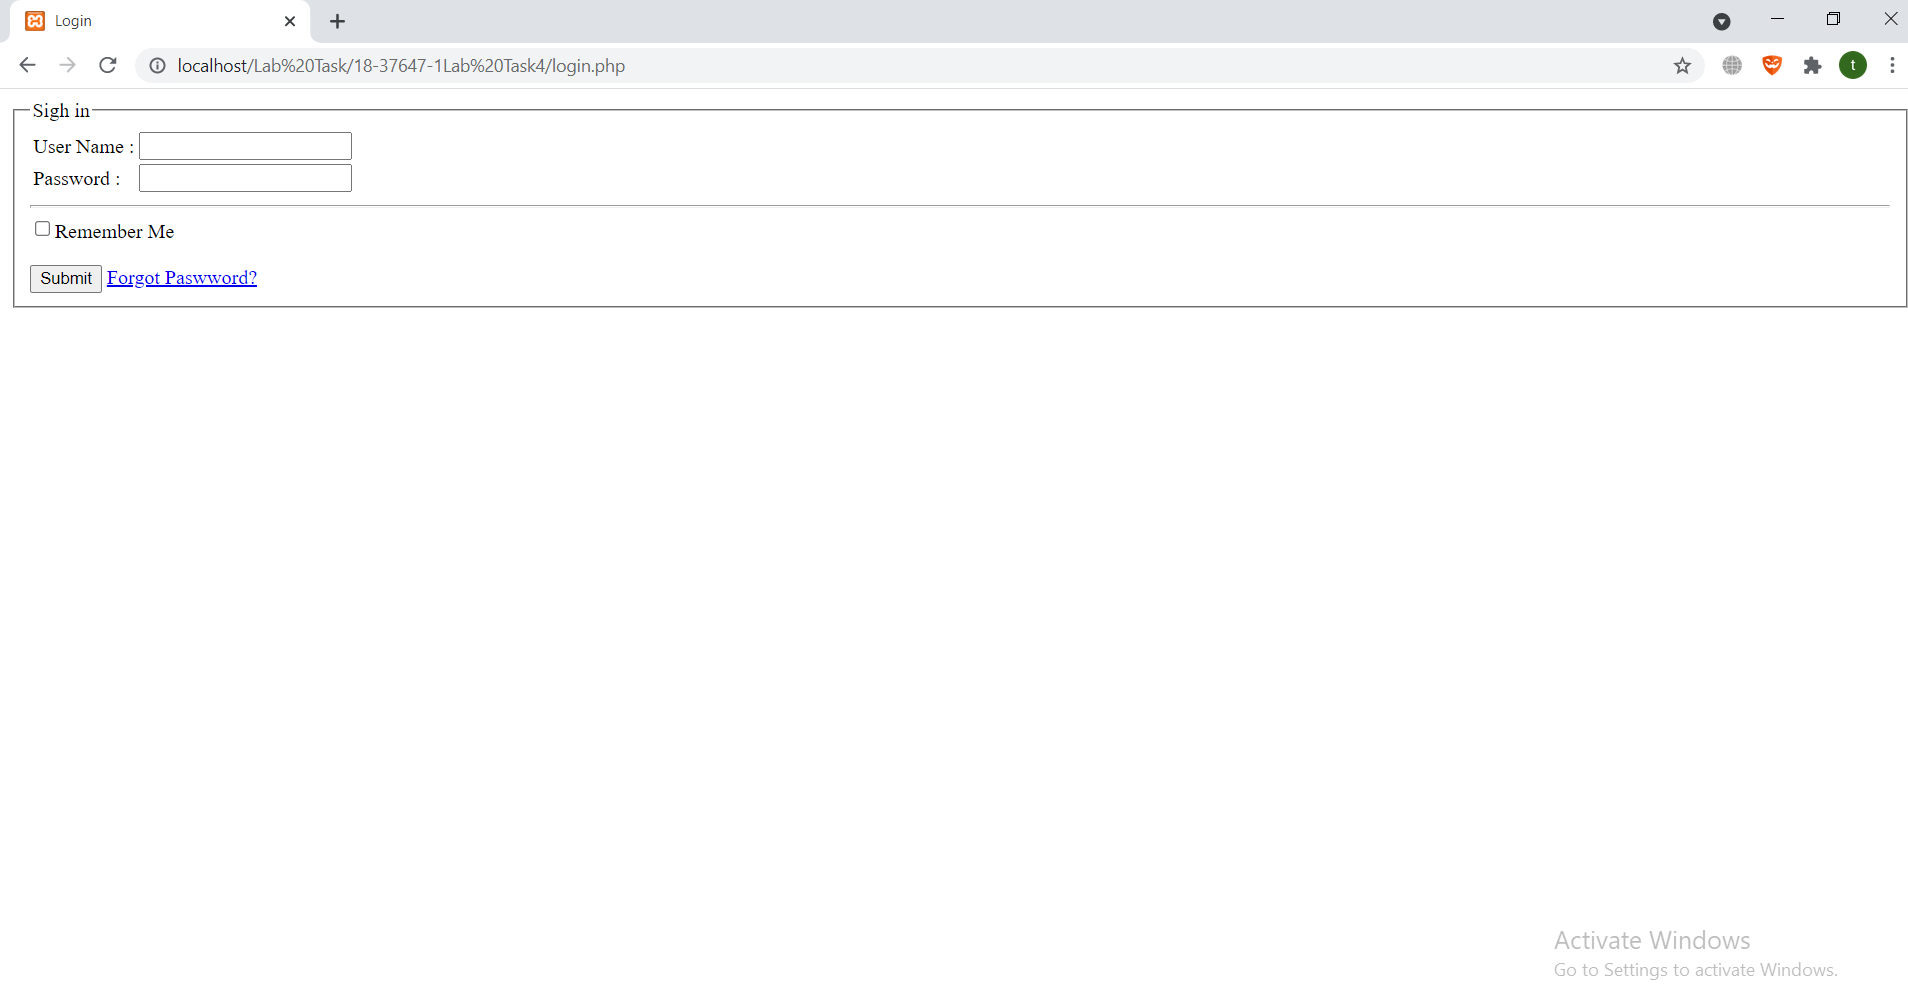 Login
localhost/Lab%20Task/18-37647-1Lab%20Task4/login.php
t
Sigh in
User Name :
Password :
Remember Me
Submit Forgot Paswword?
Activate Windows
Go to Settings to activate Windows.